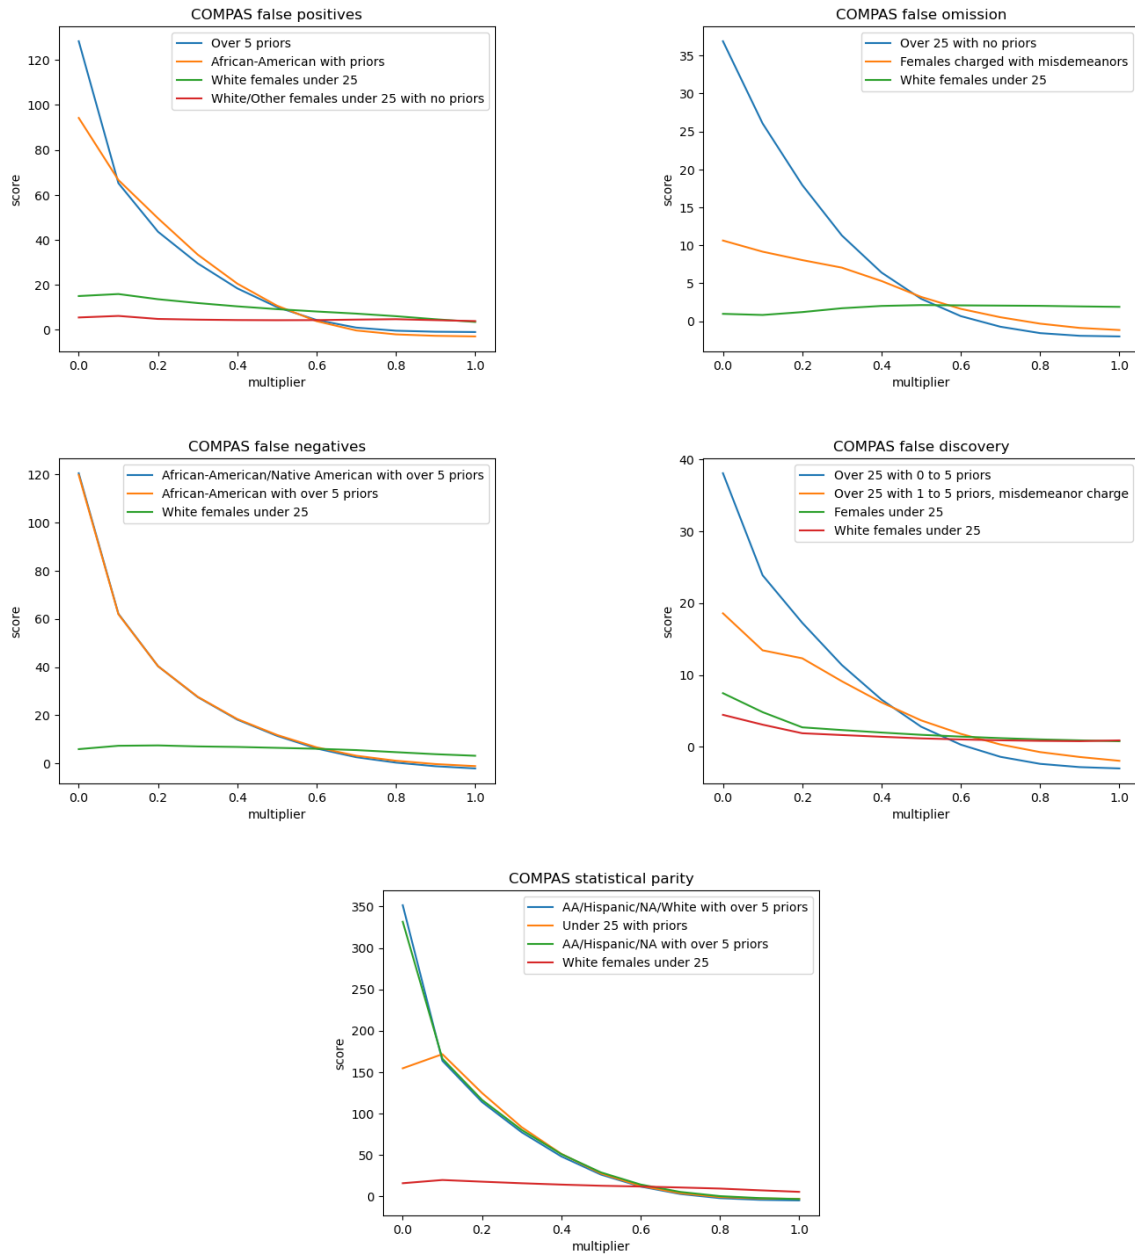 COMPAS false positives
120
100
80
60
40
20
0
score
Over 5 priors
African-American with priors
White females under 25
White/Other females under 25 with no priors
0.0 0.2 0.4 0.6 0.8 1.0
multiplier
COMPAS false omission
35
30
25
20
15
10
5
0
score
Over 25 with no priors
Females charged with misdemeanors
White females under 25
0.0 0.2 0.4 0.6 0.8 1.0
multiplier
COMPAS false negatives
120
100
80
60
40
20
0
score
African-American/Native American with over 5 priors
African-American with over 5 priors
White females under 25
0.0 0.2 0.4 0.6 0.8 1.0
multiplier
COMPAS false discovery
40
30
20
10
0
score
Over 25 with 0 to 5 priors
Over 25 with 1 to 5 priors, misdemeanor charge
Females under 25
White females under 25
0.0 0.2 0.4 0.6 0.8 1.0
multiplier
COMPAS statistical parity
350
300
250
200
150
100
50
0
score
AA/Hispanic/NA/White with over 5 priors
Under 25 with priors
AA/Hispanic/NA with over 5 priors
White females under 25
0.0 0.2 0.4 0.6 0.8 1.0
multiplier